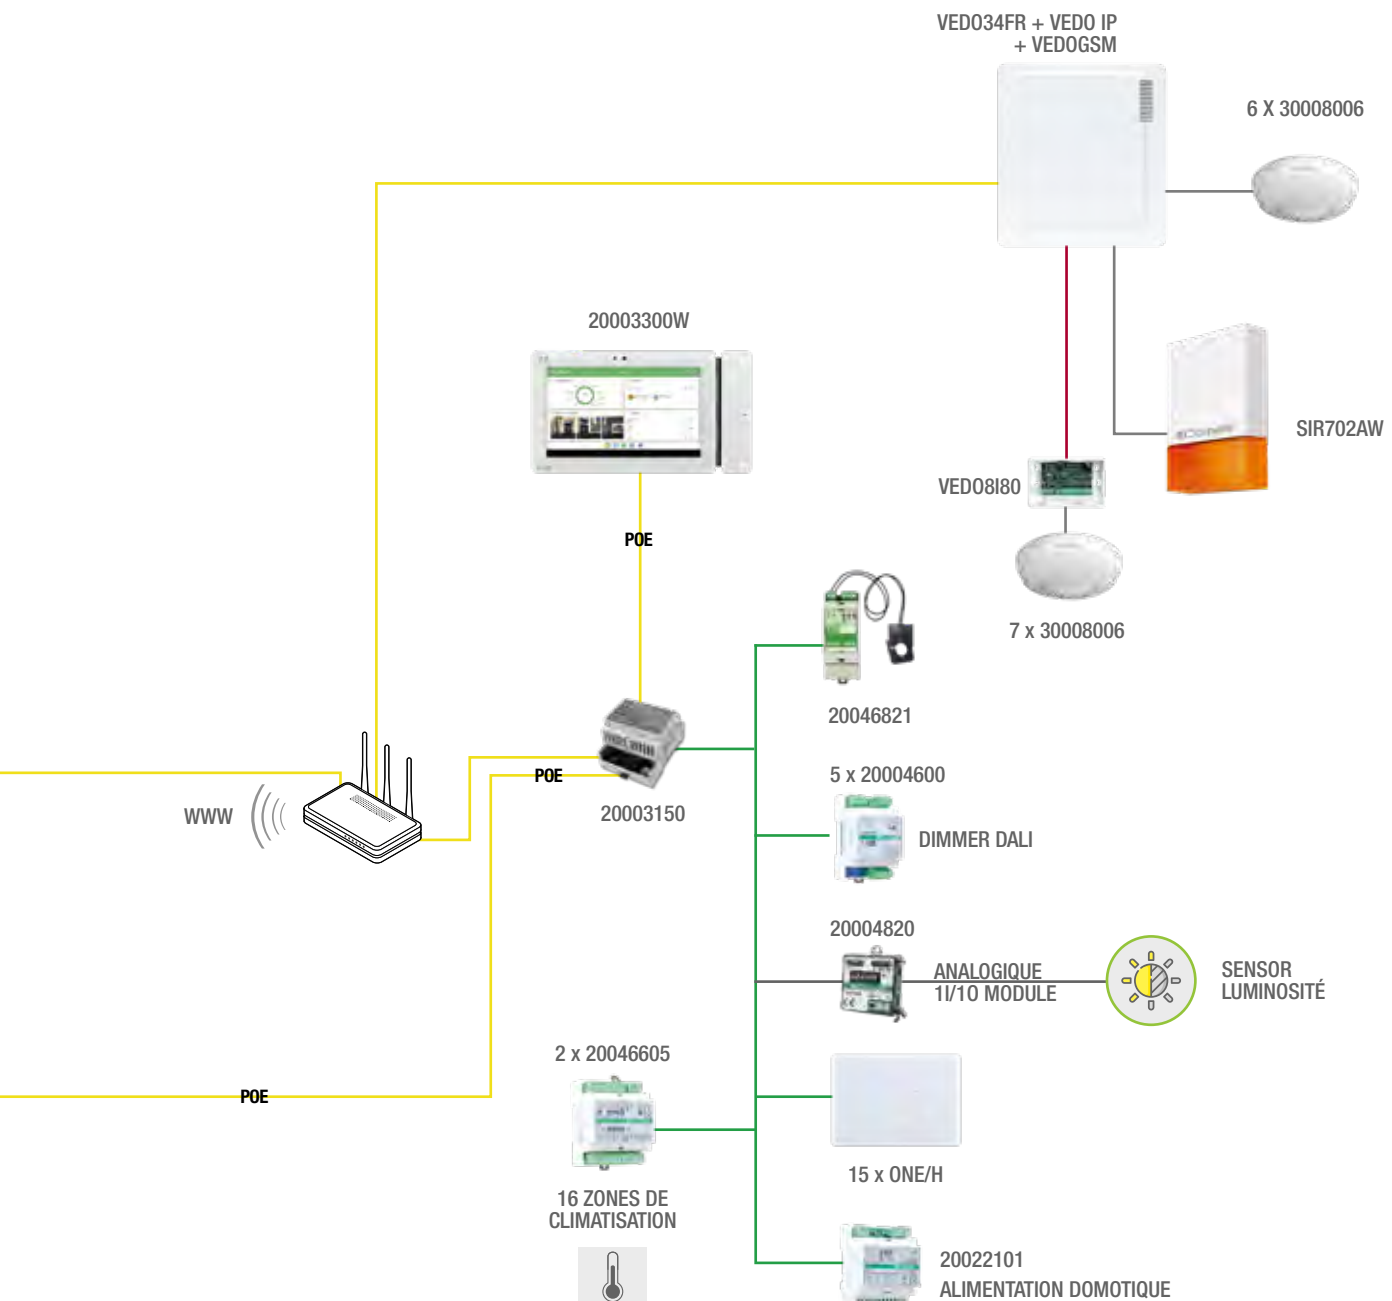 VEDO34FR + VEDO IP
+ VEDOGSM
6 X 30008006
20003300W
SIR702AW
VEDO8I80
POE
7 x 30008006
20046821
5 x 20004600
POE
20003150
WWW
DIMMER DALI
20004820
ANALOGIQUE
1I/1O MODULE
SENSOR
LUMINOSITÉ
2 x 20046605
POE
15 x ONE/H
16 ZONES DE
CLIMATISATION
20022101
ALIMENTATION DOMOTIQUE